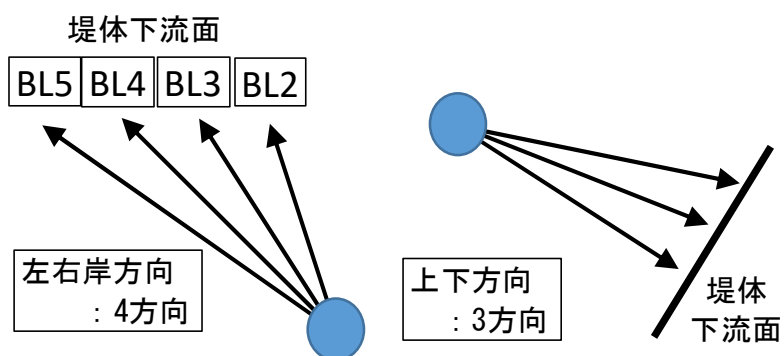 堤体下流面
BL5 BL4 BL3 BL2
左右岸方向
：4方向
上下方向
：3方向
堤体
下流面